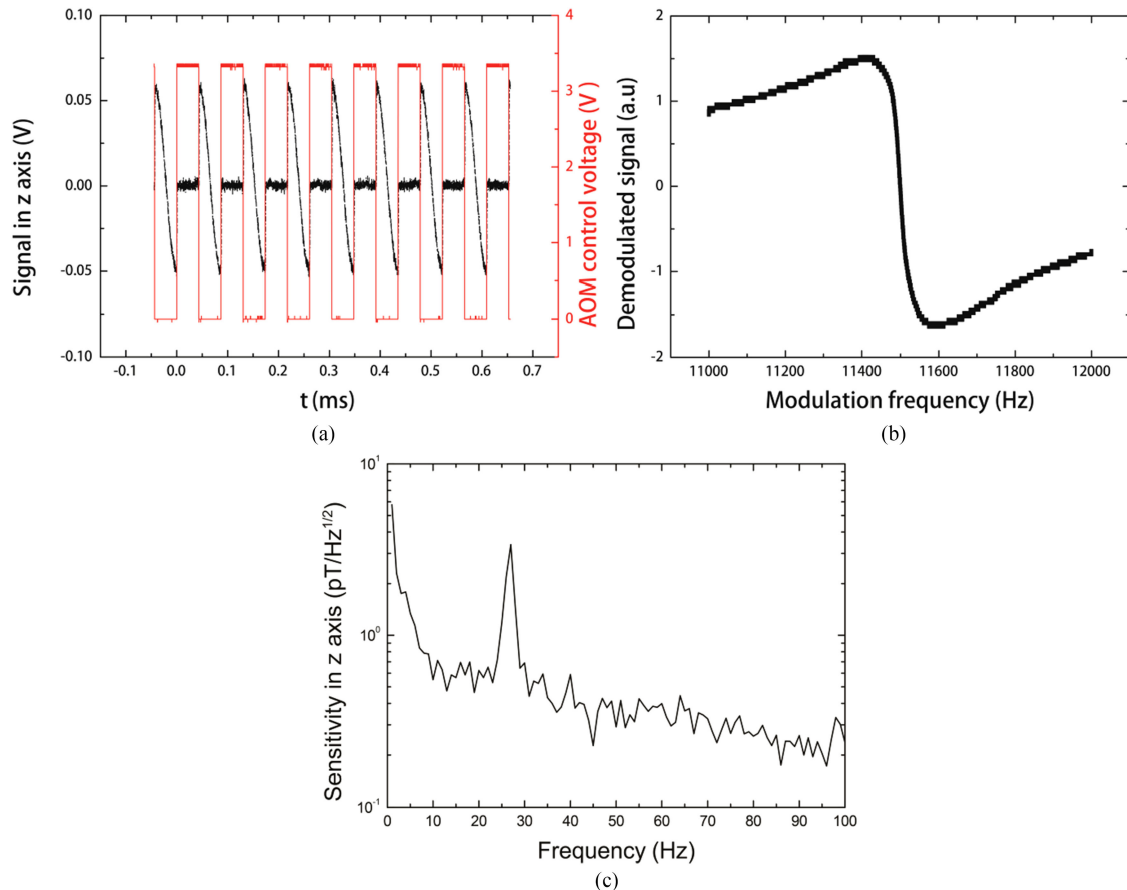 Signal in z axis (V)
0.10
0.05
0.00
-0.05
-0.10
-0.1 0.0 0.1 0.2 0.3 0.4 0.5 0.6 0.7
t (ms)
4
3
2
1
0
AOM control voltage (V)
(a)
Demodulated signal (a.u)
2
1
0
-1
-2
11000 11200 11400 11600 11800 12000
Modulation frequency (Hz)
(b)
Sensitivity in z axis (pT/Hz^1/2)
10^1
10^0
10^-1
0 10 20 30 40 50 60 70 80 90 100
Frequency (Hz)
(c)